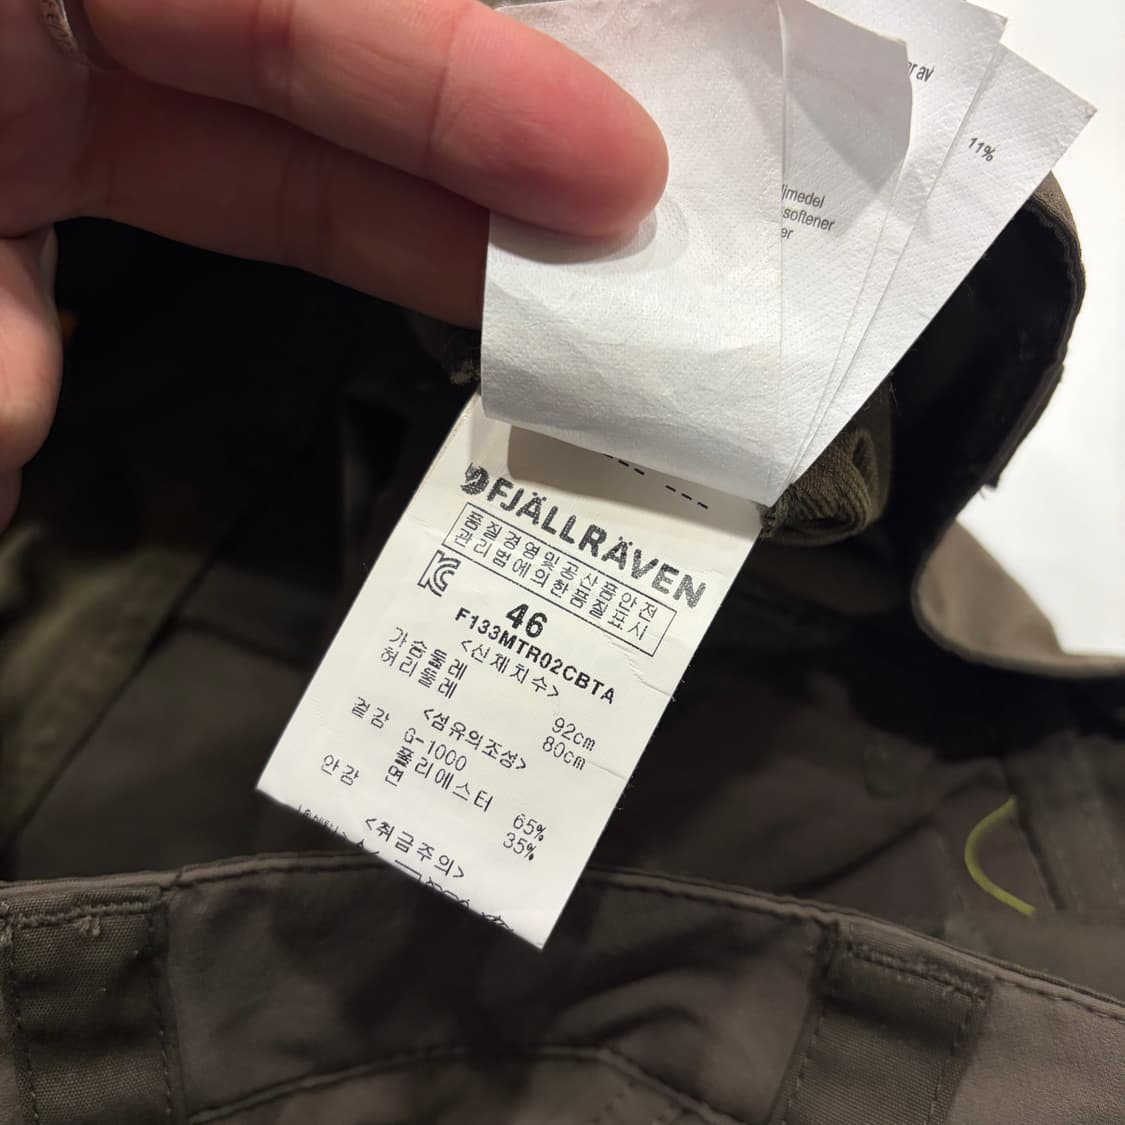 r av
11%
limedel
softener
er
FJÄLLRÄVEN
품질경영및공산품안전
관리법에의한품질표시
46
F133MTR02CBTA
<신체치수>
가슴둘레 92cm
허리둘레 80cm
<섬유의조성>
겉감 G-1000
폴리에스터 65%
면 35%
안감
<취급주의>